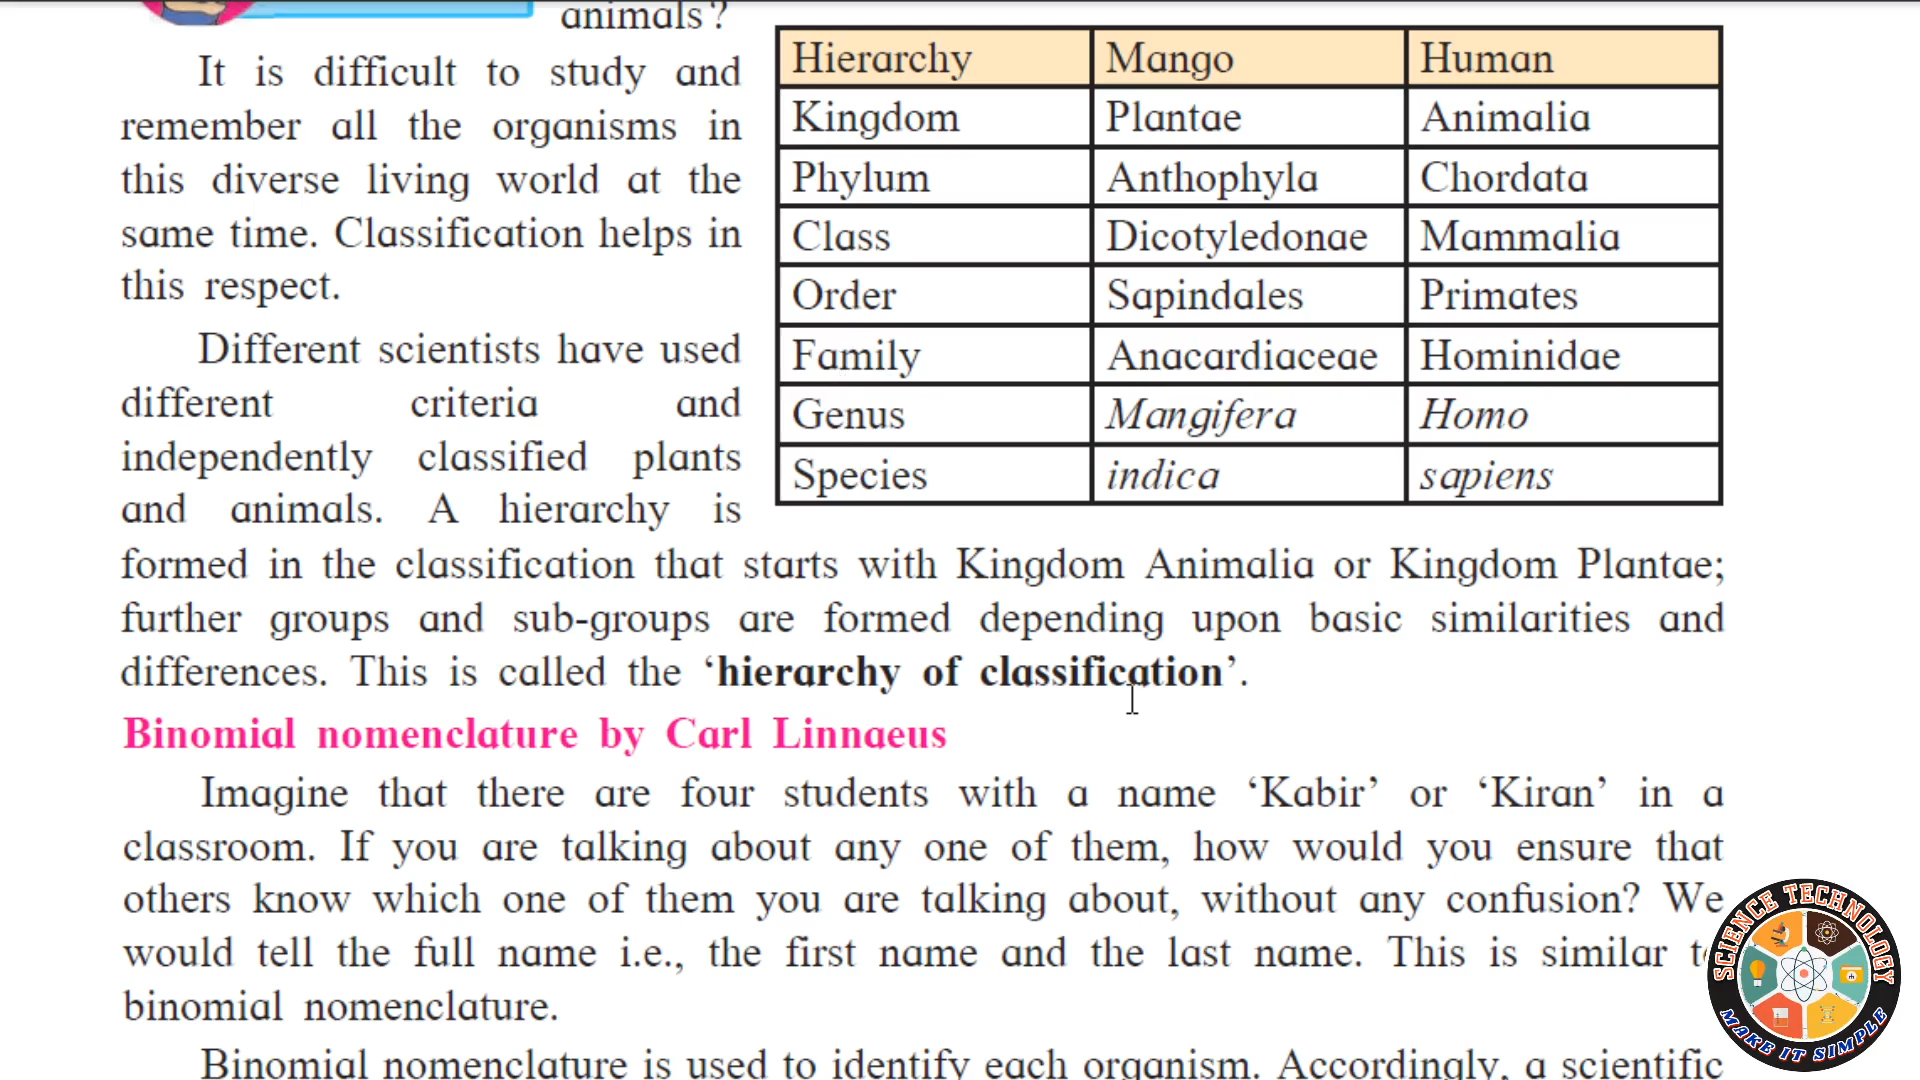 animals?
It is difficult to study and
remember all the organisms in
this diverse living world at the
same time. Classification helps in
this respect.
Different scientists have used
different criteria and
independently classified plants
and animals. A hierarchy is
Hierarchy Mango Human
Kingdom Plantae Animalia
Phylum Anthophyla Chordata
Class Dicotyledonae Mammalia
Order Sapindales Primates
Family Anacardiaceae Hominidae
Genus Mangifera Homo
Species indica sapiens
formed in the classification that starts with Kingdom Animalia or Kingdom Plantae;
further groups and sub-groups are formed depending upon basic similarities and
differences. This is called the ‘hierarchy of classification’.
Binomial nomenclature by Carl Linnaeus
Imagine that there are four students with a name ‘Kabir’ or ‘Kiran’ in a
classroom. If you are talking about any one of them, how would you ensure that
others know which one of them you are talking about, without any confusion? We
would tell the full name i.e., the first name and the last name. This is similar to
binomial nomenclature.
Binomial nomenclature is used to identify each organism. Accordingly, a scientific
SCIENCE TECHNOLOGY
MAKE IT SIMPLE